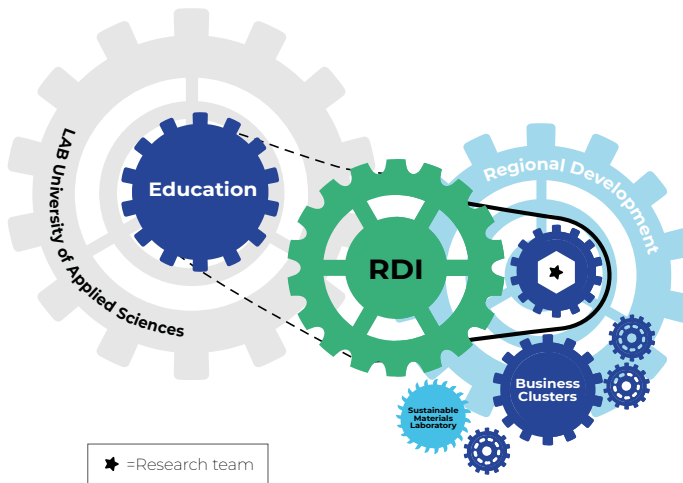 LAB University of Applied Sciences
Education
RDI
Regional Development
Business
Clusters
Sustainable
Materials
Laboratory
=Research team